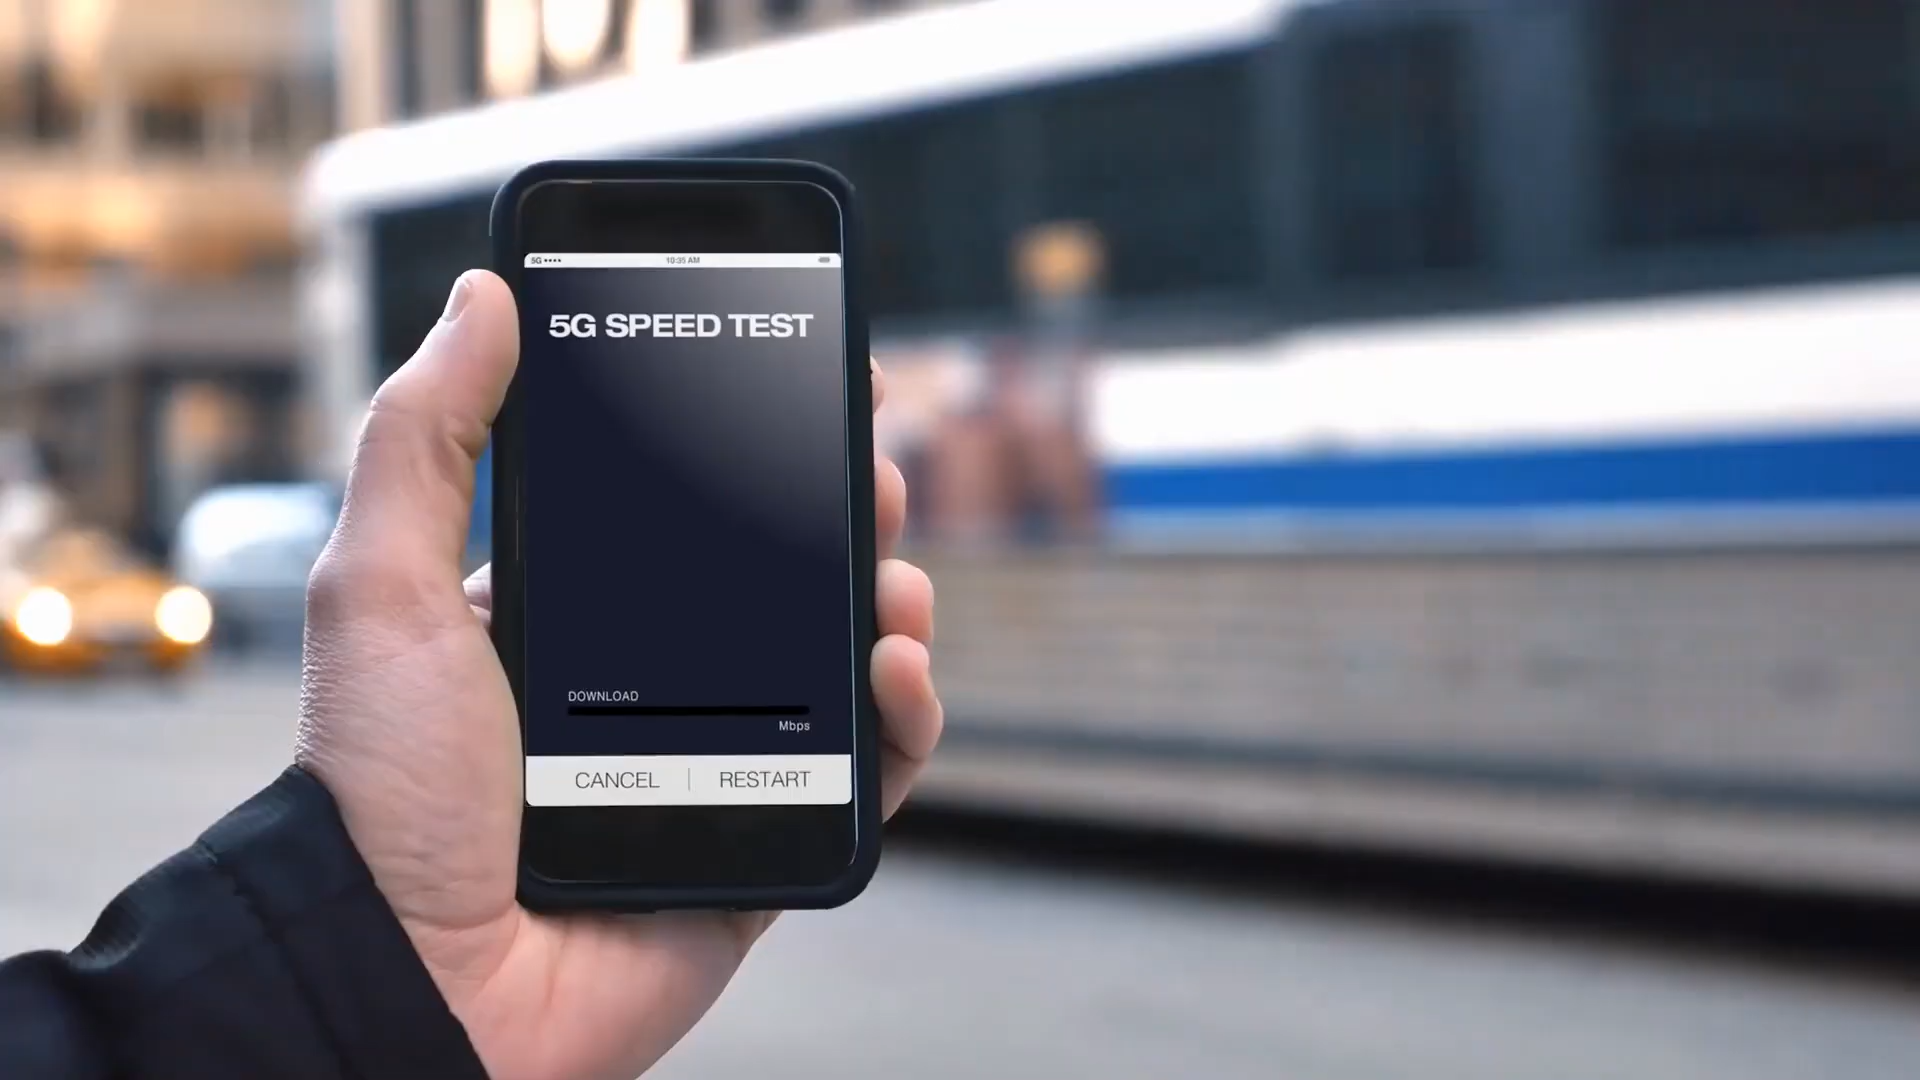 5G 10:35 AM
5G SPEED TEST
DOWNLOAD
Mbps
CANCEL RESTART